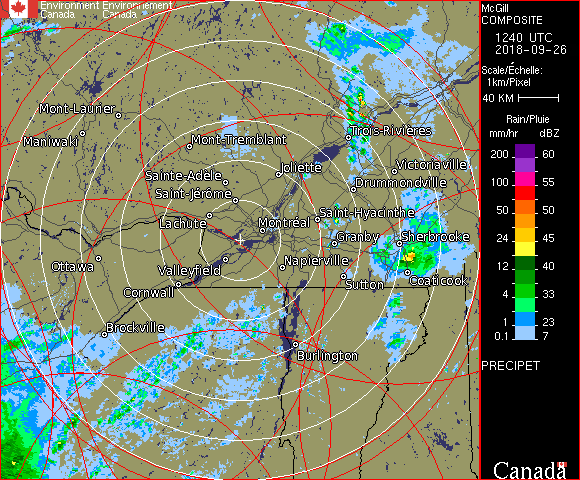 Environment Environnement
Canada Canada
McGill
COMPOSITE
1240 UTC
2018-09-26
Scale/Échelle:
1km/Pixel
40 KM
Rain/Pluie
mm/hr dBZ
200 60
100 55
50 50
24 45
12 40
4 33
1 23
0.1 7
PRECIPET
Canada
Mont-Laurier
Maniwaki
Mont-Tremblant
Trois-Rivières
Joliette
Victoriaville
Sainte-Adèle
Drummondville
Saint-Jérôme
Saint-Hyacinthe
Lachute
Montréal
Granby
Sherbrooke
Ottawa
Valleyfield
Napierville
Coaticook
Sutton
Cornwall
Brockville
Burlington